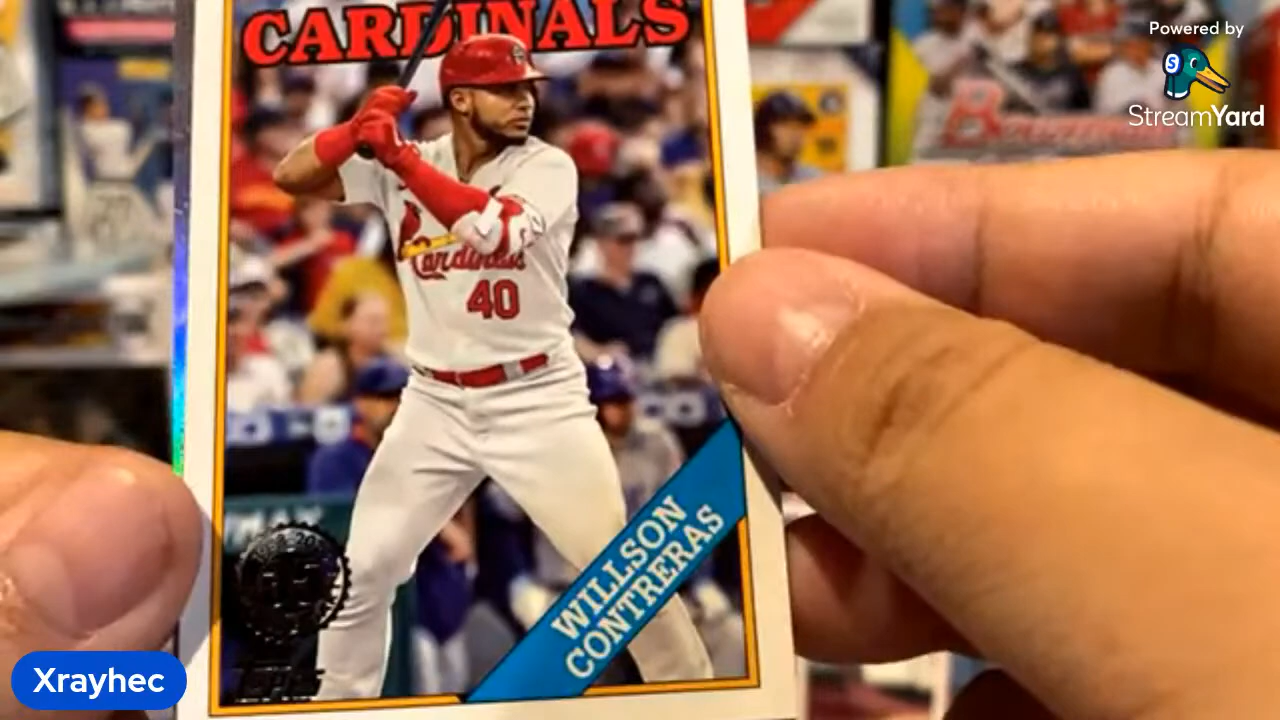 CARDINALS
Powered by
StreamYard
Cardinals
40
WILLSON
CONTRERAS
Xrayhec